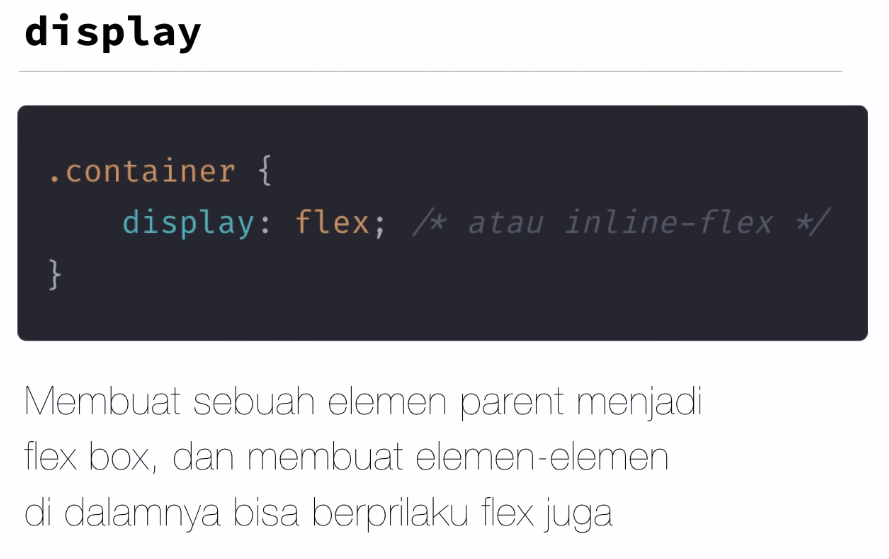 display
.container {
display: flex; /* atau inline-flex */
}
Membuat sebuah elemen parent menjadi
flex box, dan membuat elemen-elemen
di dalamnya bisa berprilaku flex juga